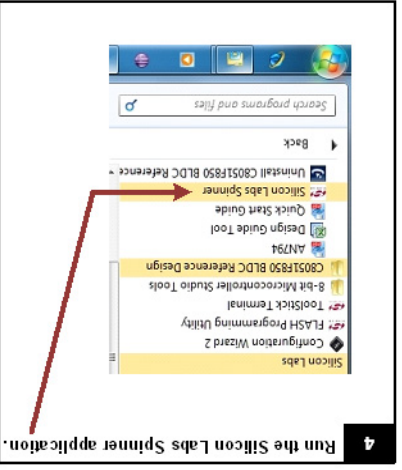 4 Run the Silicon Labs Spinner application.
Silicon Labs
Configuration Wizard 2
FLASH Programming Utility
ToolStick Terminal
8-bit Microcontroller Studio Tools
C8051F850 BLDC Reference Design
AN794
Design Guide Tool
Quick Start Guide
Silicon Labs Spinner
Uninstall C8051F850 BLDC Reference
Back
Search programs and files